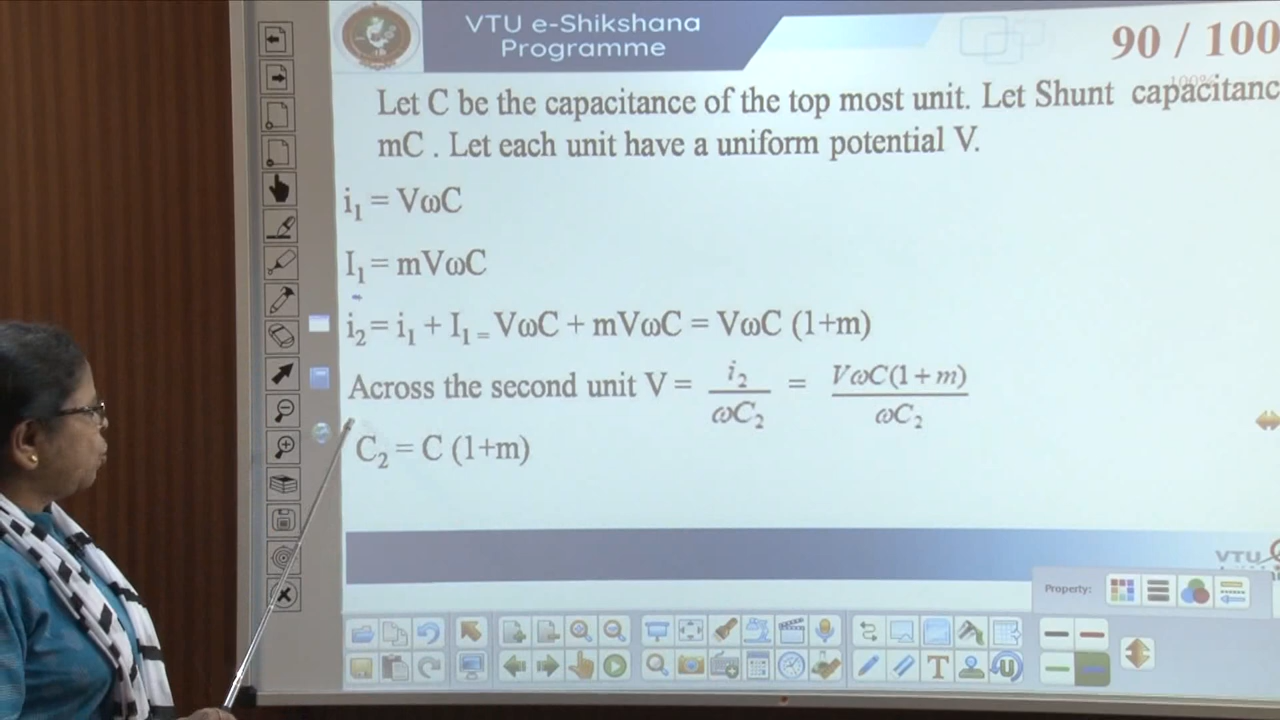 VTU e-Shikshana
Programme
90 / 100
100%
Let C be the capacitance of the top most unit. Let Shunt capacitanc
mC . Let each unit have a uniform potential V.
i₁ = VωC
I₁ = mVωC
i₂ = i₁ + I₁ = VωC + mVωC = VωC (1+m)
Across the second unit V = i₂ / ωC₂ = VωC(1+m) / ωC₂
C₂ = C (1+m)
VTU
Property: